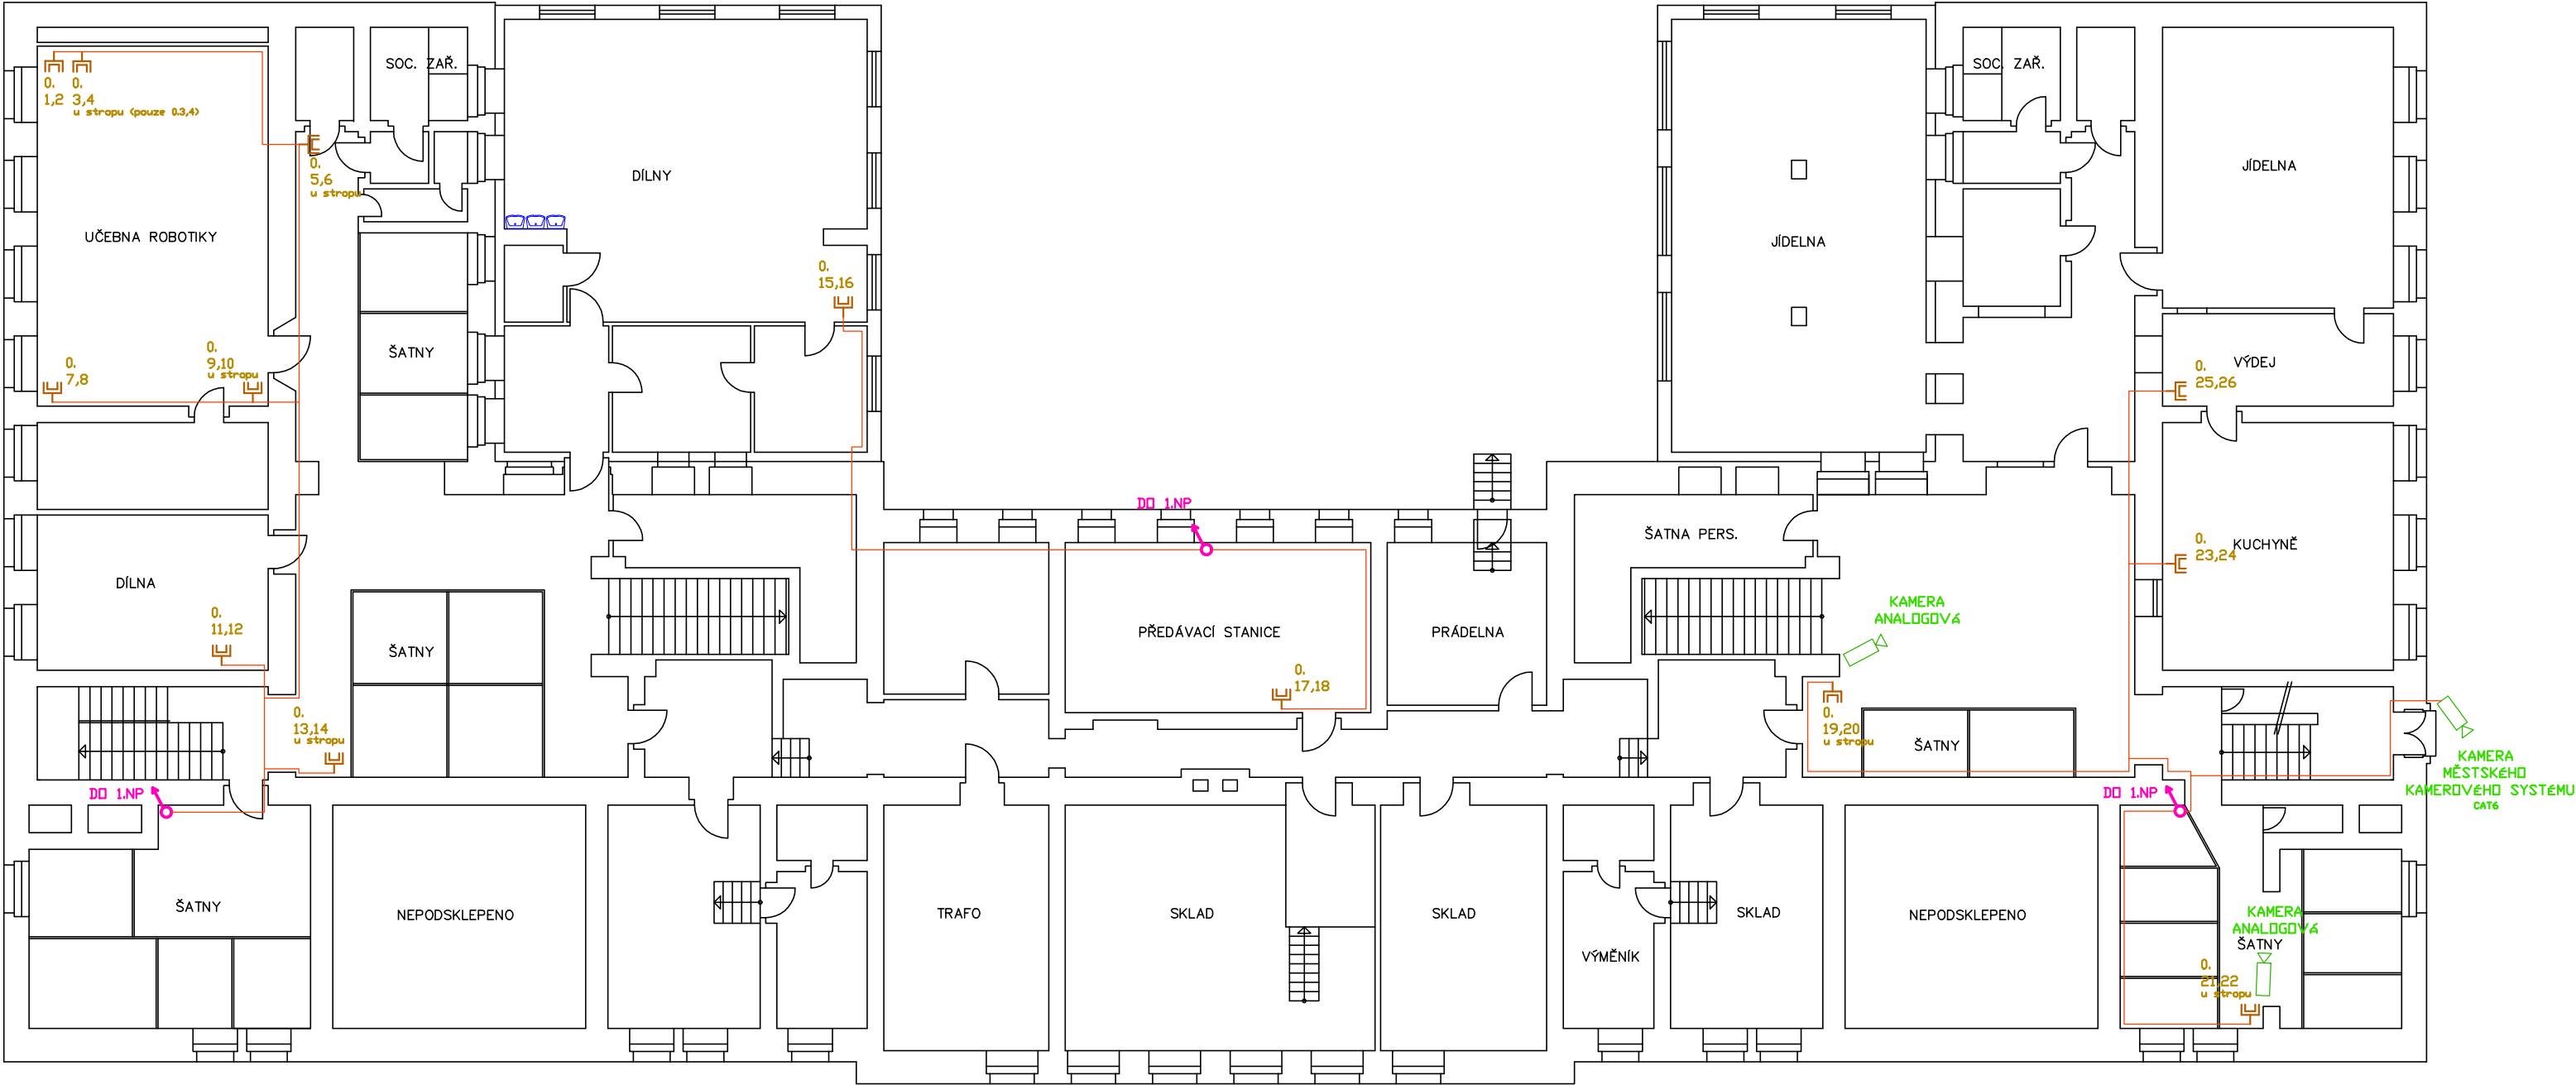 SOC. ZAŘ.
0.
1,2
0.
3,4
u stropu (pouze 0.3,4)
0.
5,6
u stropu
UČEBNA ROBOTIKY
DÍLNY
0.
15,16
ŠATNY
0.
7,8
0.
9,10
u stropu
DÍLNA
0.
11,12
ŠATNY
0.
13,14
u stropu
DO 1.NP
ŠATNY
NEPODSKLEPENO
DO 1.NP
PŘEDÁVACÍ STANICE
0.
17,18
PRÁDELNA
TRAFO
SKLAD
SKLAD
SOC. ZAŘ.
JÍDELNA
JÍDELNA
VÝDEJ
0.
25,26
ŠATNA PERS.
0.
23,24
KUCHYNĚ
KAMERA
ANALOGOVÁ
0.
19,20
u stropu
ŠATNY
KAMERA
MĚSTSKÉHO
KAMEROVÉHO SYSTÉMU
CAT6
DO 1.NP
VÝMĚNÍK
SKLAD
NEPODSKLEPENO
KAMERA
ANALOGOVÁ
ŠATNY
0.
21,22
u stropu